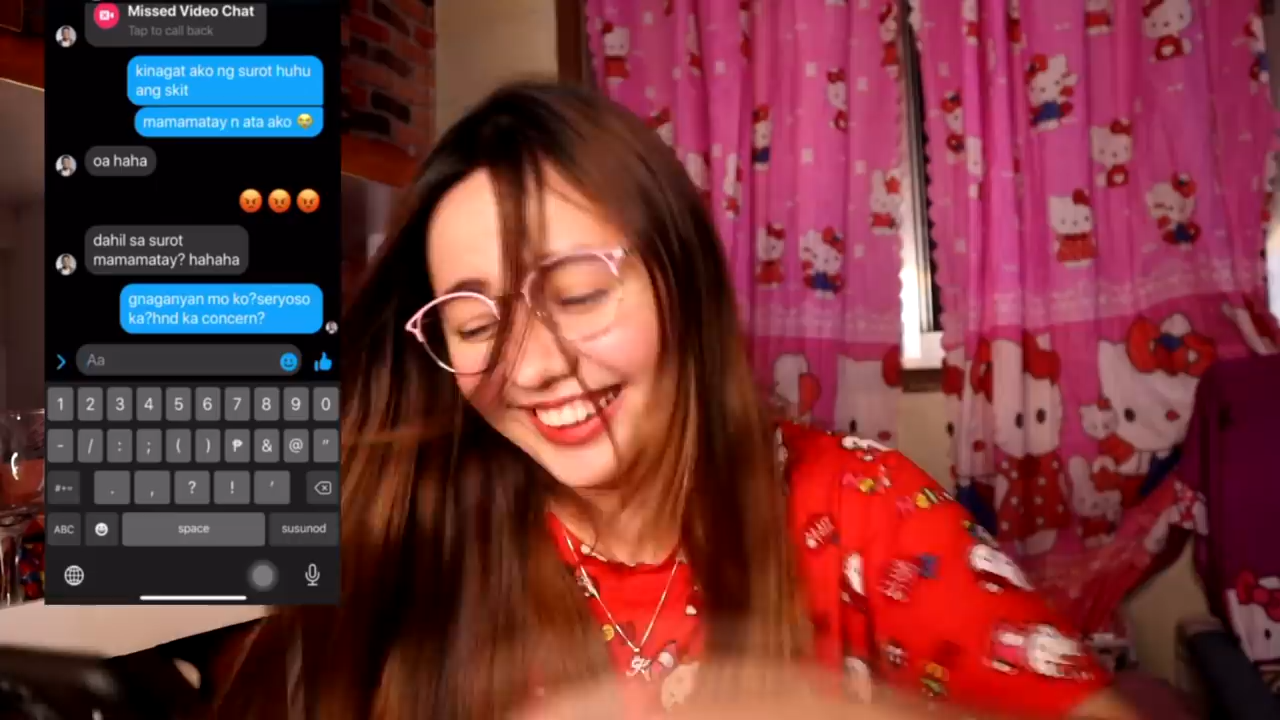 Missed Video Chat
Tap to call back
kinagat ako ng surot huhu
ang skit
mamamatay n ata ako 😂
oa haha
😡 😡 😡
dahil sa surot
mamamatay? hahaha
gnaganyan mo ko?seryoso
ka?hnd ka concern?
Aa
1 2 3 4 5 6 7 8 9 0
- / : ; ( ) ₱ & @ "
#+= . , ? ! '
ABC space susunod